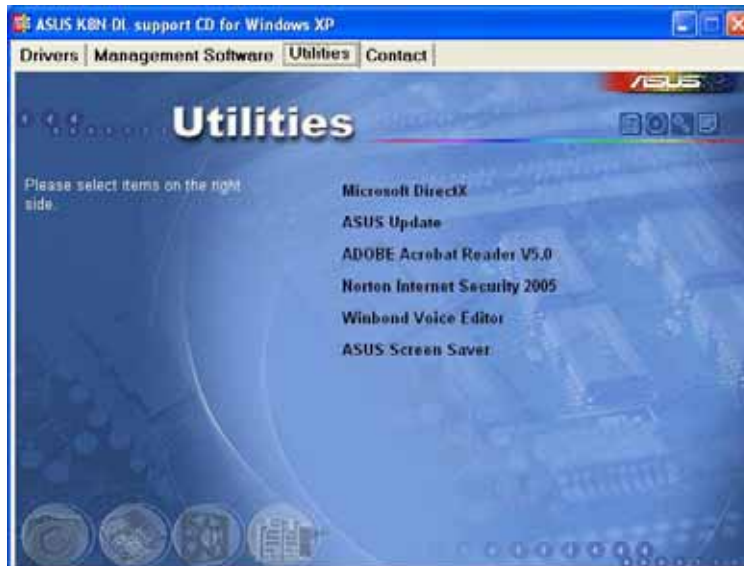 ASUS K8N-DL support CD for Windows XP
Drivers
Management Software
Utilities
Contact
ASUS
Utilities
Please select items on the right
side.
Microsoft DirectX
ASUS Update
ADOBE Acrobat Reader V5.0
Norton Internet Security 2005
Winbond Voice Editor
ASUS Screen Saver